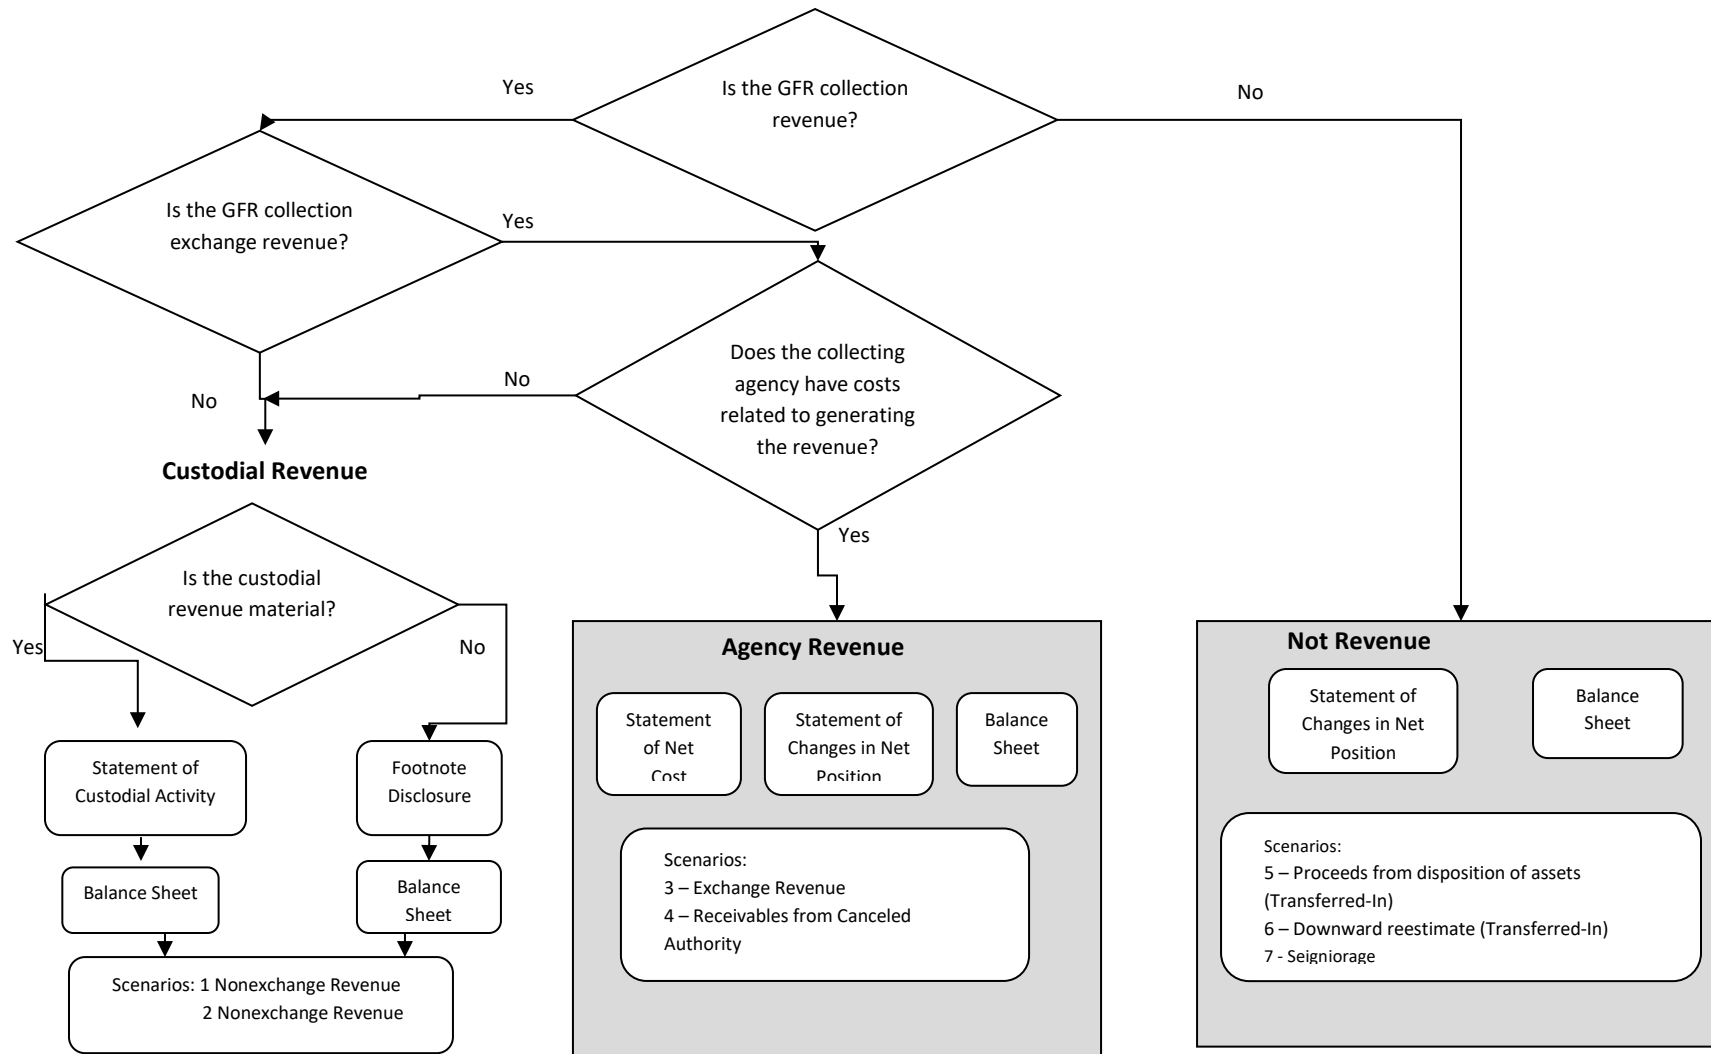 Is the GFR collection
revenue?
Yes
No
Is the GFR collection
exchange revenue?
Yes
No
Does the collecting
agency have costs
related to generating
the revenue?
No
Yes
Custodial Revenue
Is the custodial
revenue material?
Yes
No
Statement of
Custodial Activity
Balance Sheet
Footnote
Disclosure
Balance
Sheet
Scenarios: 1 Nonexchange Revenue
2 Nonexchange Revenue
Agency Revenue
Statement
of Net
Cost
Statement of
Changes in Net
Position
Balance
Sheet
Scenarios:
3 – Exchange Revenue
4 – Receivables from Canceled
Authority
Not Revenue
Statement of
Changes in Net
Position
Balance
Sheet
Scenarios:
5 – Proceeds from disposition of assets
(Transferred-In)
6 – Downward reestimate (Transferred-In)
7 - Seigniorage